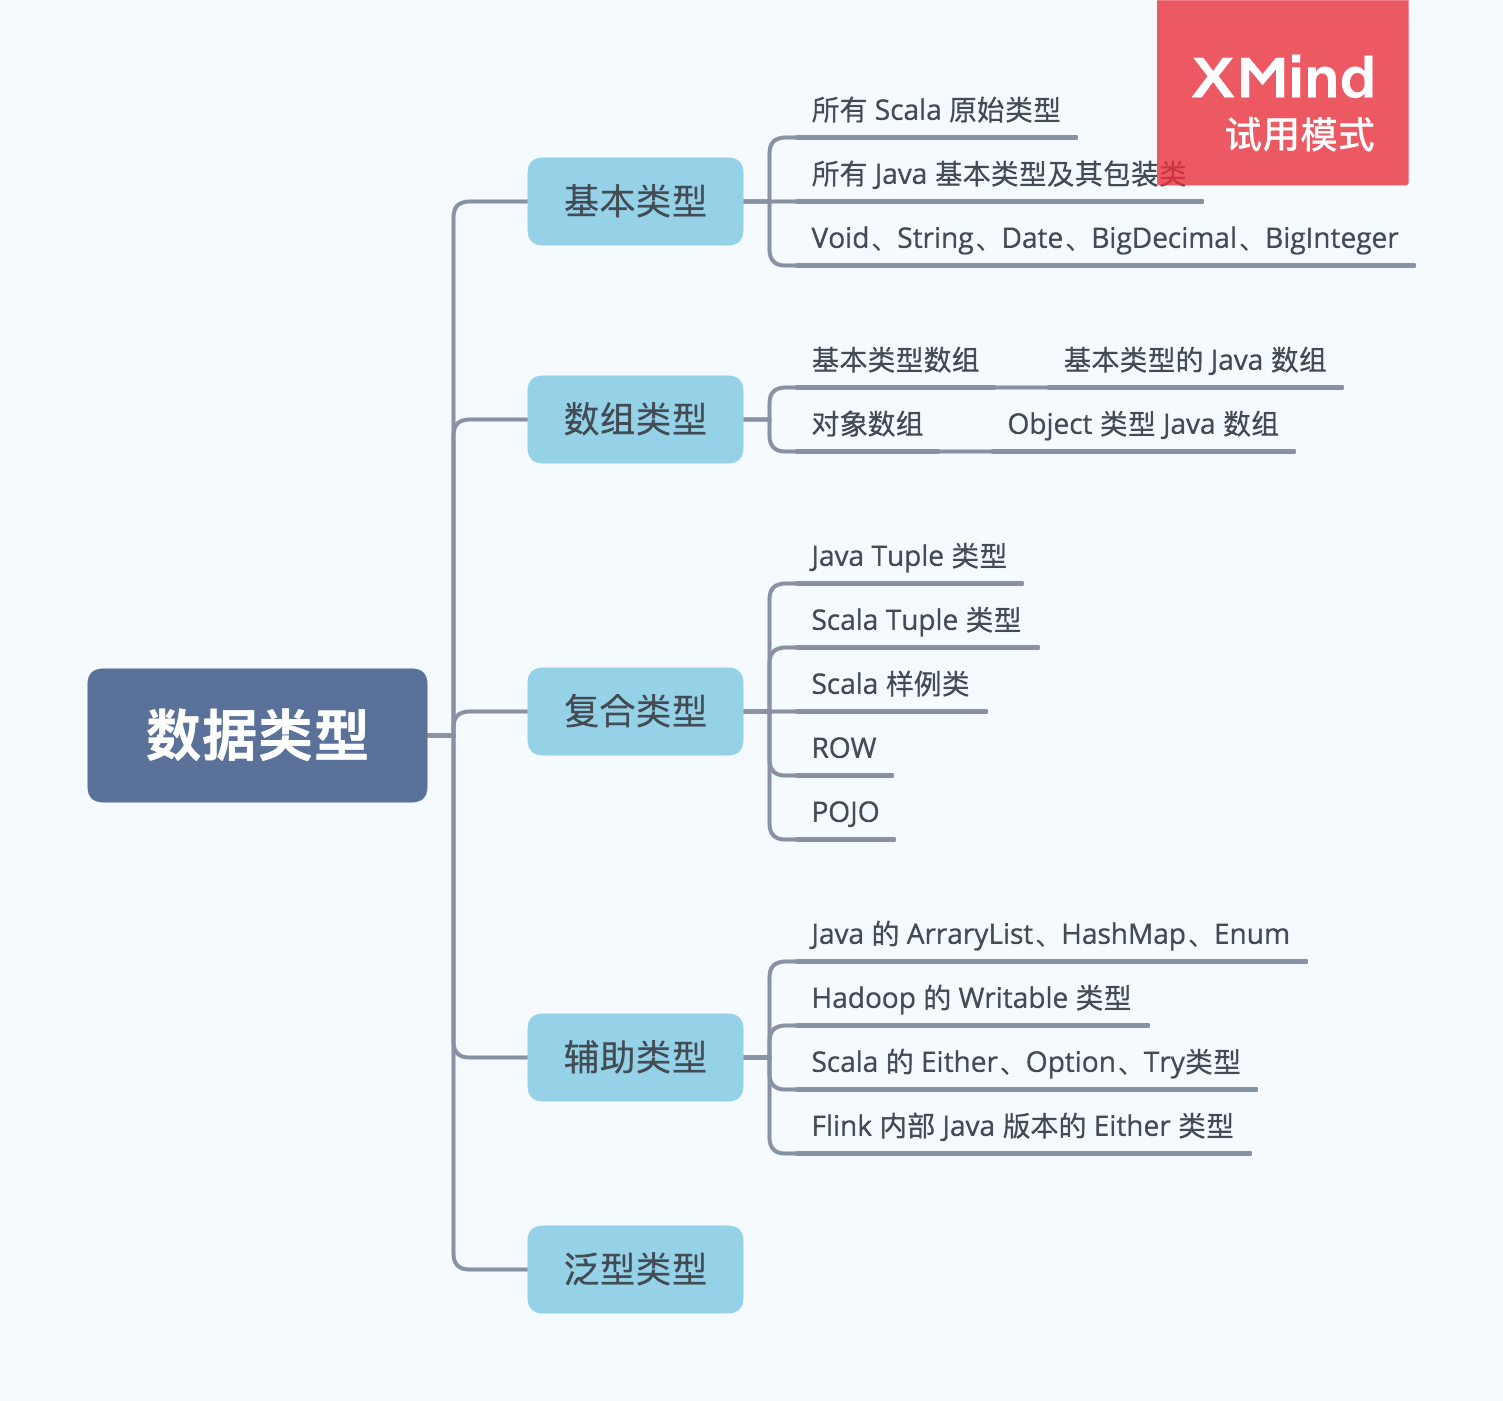 XMind
试用模式
所有 Scala 原始类型
所有 Java 基本类型及其包装类
基本类型
Void、String、Date、BigDecimal、BigInteger
基本类型数组
基本类型的 Java 数组
数组类型
对象数组
Object 类型 Java 数组
Java Tuple 类型
Scala Tuple 类型
Scala 样例类
复合类型
数据类型
ROW
POJO
Java 的 ArraryList、HashMap、Enum
Hadoop 的 Writable 类型
辅助类型
Scala 的 Either、Option、Try类型
Flink 内部 Java 版本的 Either 类型
泛型类型